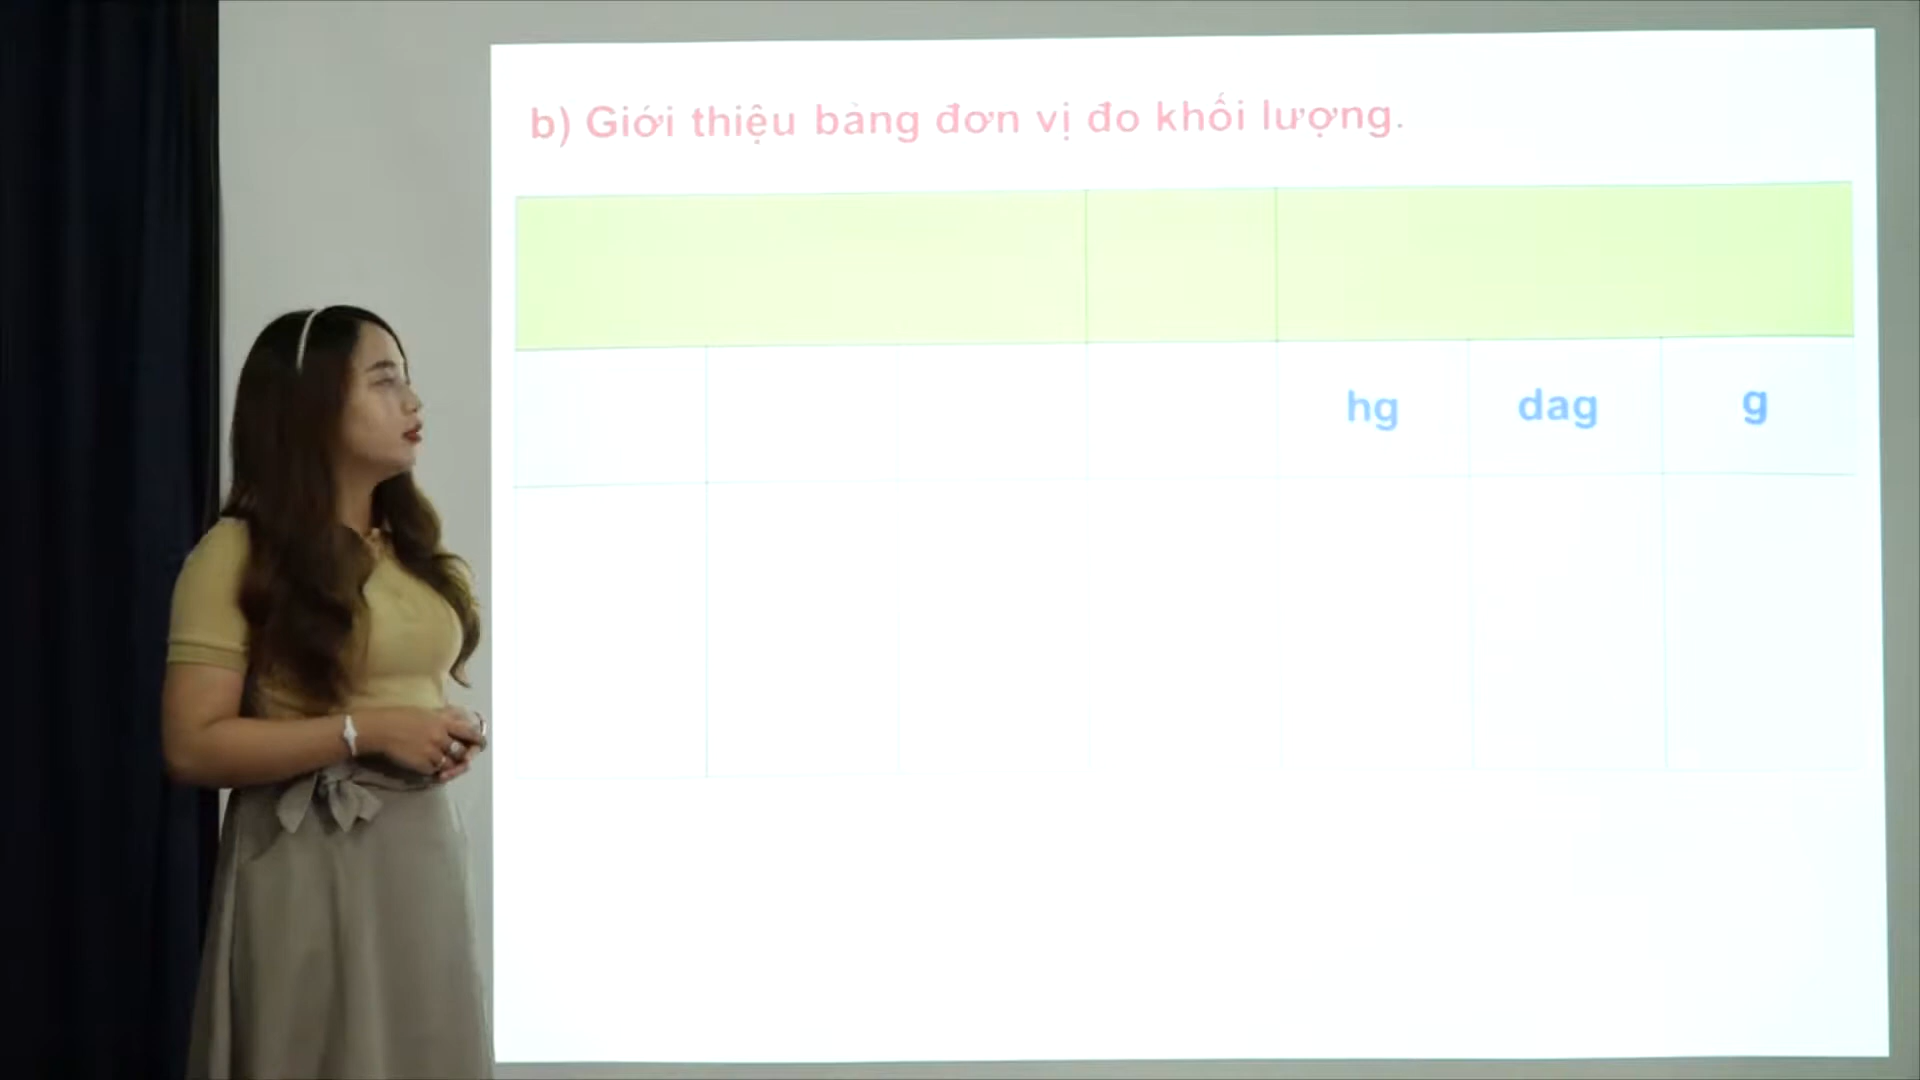 b) Giới thiệu bảng đơn vị đo khối lượng.
hg dag g